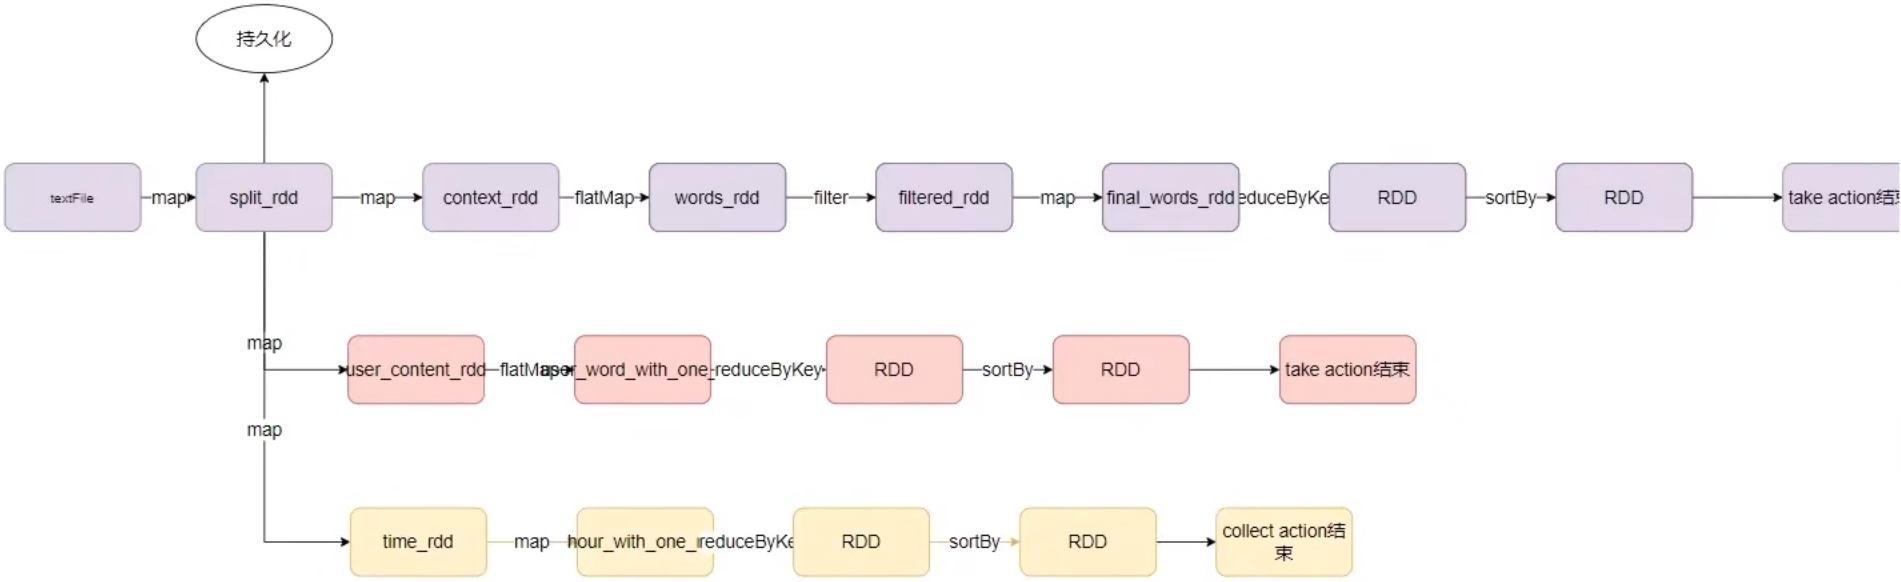 持久化
textFile
map
split_rdd
map
context_rdd
flatMap
words_rdd
filter
filtered_rdd
map
final_words_rdd
educeByKe
RDD
sortBy
RDD
take action结
map
user_content_rdd
flatMap
er_word_with_one_
reduceByKey
RDD
sortBy
RDD
take action结束
map
time_rdd
map
hour_with_one_
reduceByKe
RDD
sortBy
RDD
collect action结
束